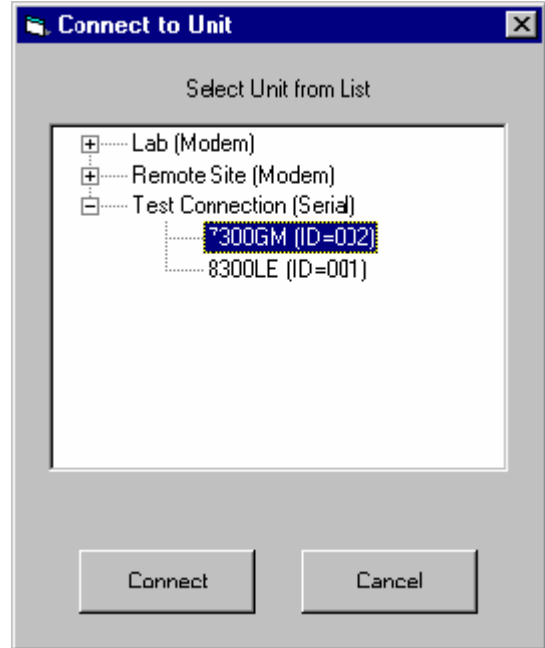 Connect to Unit
Select Unit from List
Lab (Modem)
Remote Site (Modem)
Test Connection (Serial)
7300GM (ID=002)
8300LE (ID=001)
Connect
Cancel